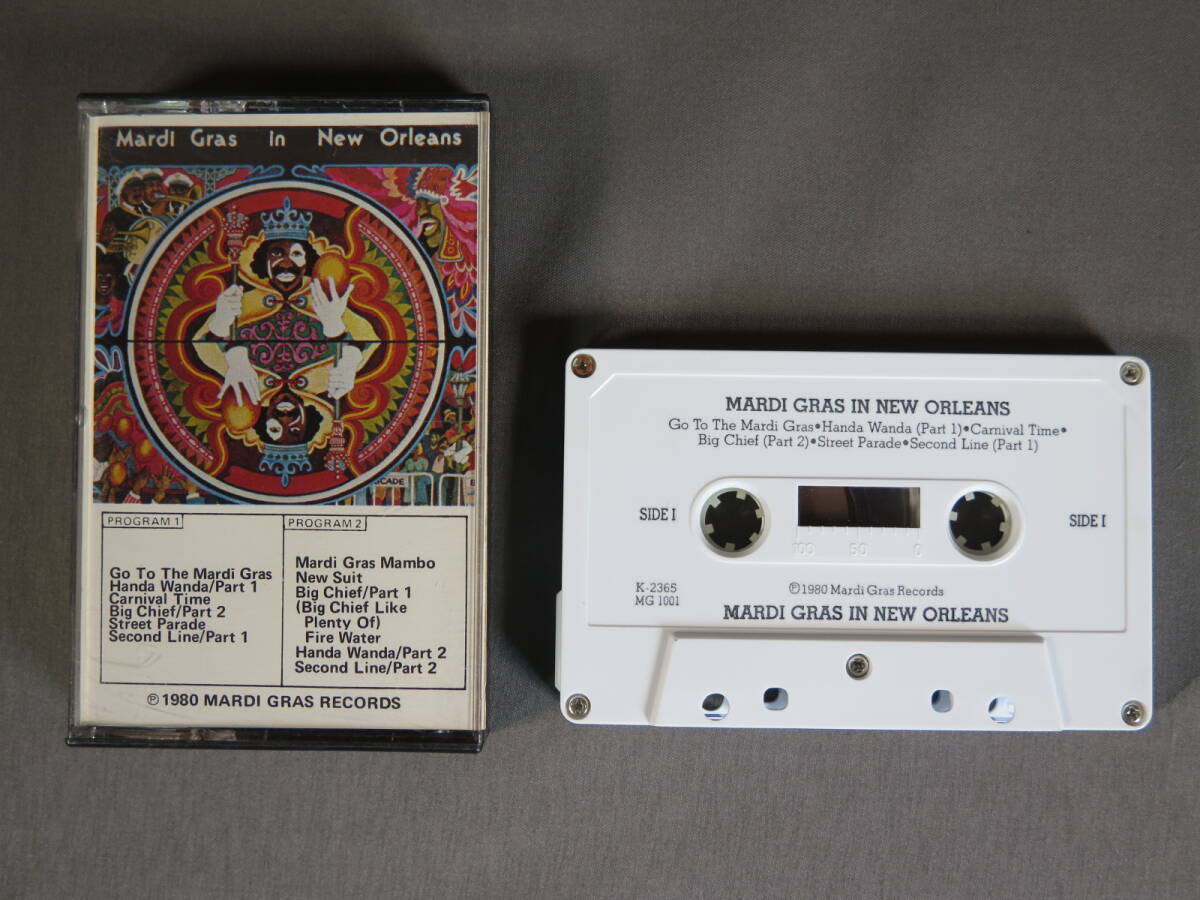 Mardi Gras in New Orleans
CADE
PROGRAM 1
Go To The Mardi Gras
Handa Wanda/Part 1
Carnival Time
Big Chief/Part 2
Street Parade
Second Line/Part 1
PROGRAM 2
Mardi Gras Mambo
New Suit
Big Chief/Part 1
(Big Chief Like
Plenty Of)
Fire Water
Handa Wanda/Part 2
Second Line/Part 2
℗ 1980 MARDI GRAS RECORDS
MARDI GRAS IN NEW ORLEANS
Go To The Mardi Gras•Handa Wanda (Part 1)•Carnival Time•
Big Chief (Part 2)•Street Parade•Second Line (Part 1)
SIDE I
SIDE I
100 50 0
K-2365
MG 1001
℗1980 Mardi Gras Records
MARDI GRAS IN NEW ORLEANS